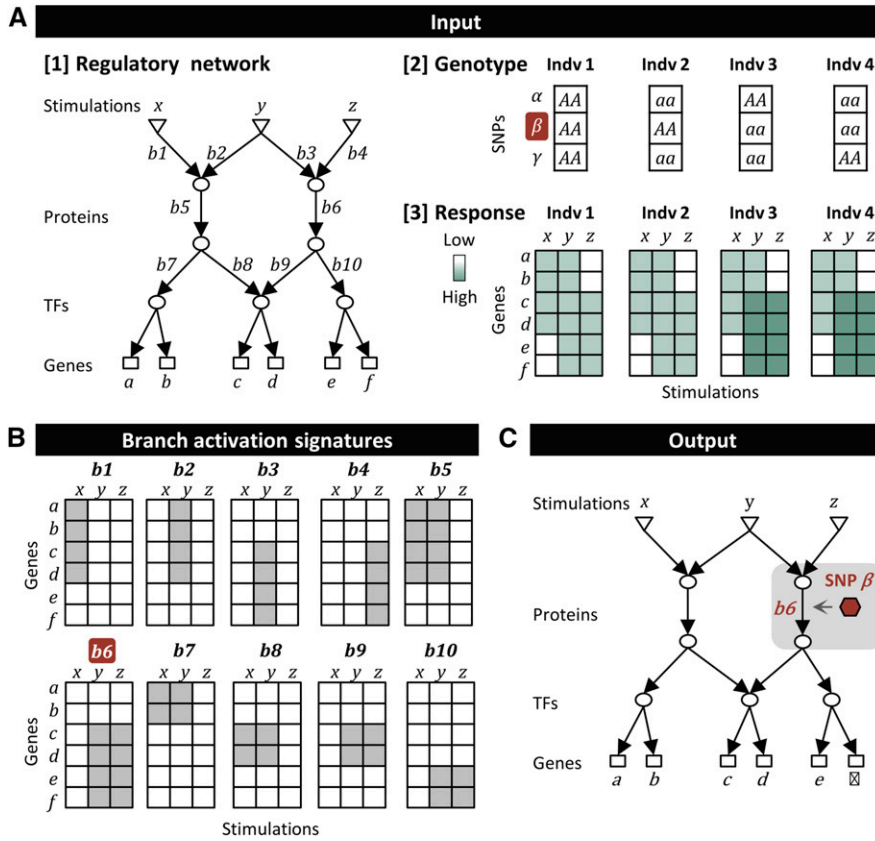 A
Input
[1] Regulatory network
Stimulations
x y z
b1 b2 b3 b4
b5 b6
Proteins
b7 b8 b9 b10
TFs
Genes
a b c d e f
[2] Genotype
Indv 1 Indv 2 Indv 3 Indv 4
SNPs
α AA aa AA aa
β AA AA aa aa
γ AA aa aa AA
[3] Response
Indv 1 Indv 2 Indv 3 Indv 4
x y z x y z x y z x y z
Low
High
Genes
a
b
c
d
e
f
Stimulations
B
Branch activation signatures
b1 b2 b3 b4 b5
x y z x y z x y z x y z x y z
Genes
a
b
c
d
e
f
b6 b7 b8 b9 b10
x y z x y z x y z x y z x y z
Genes
a
b
c
d
e
f
Stimulations
C
Output
Stimulations
x y z
SNP β
b6
Proteins
TFs
Genes
a b c d e